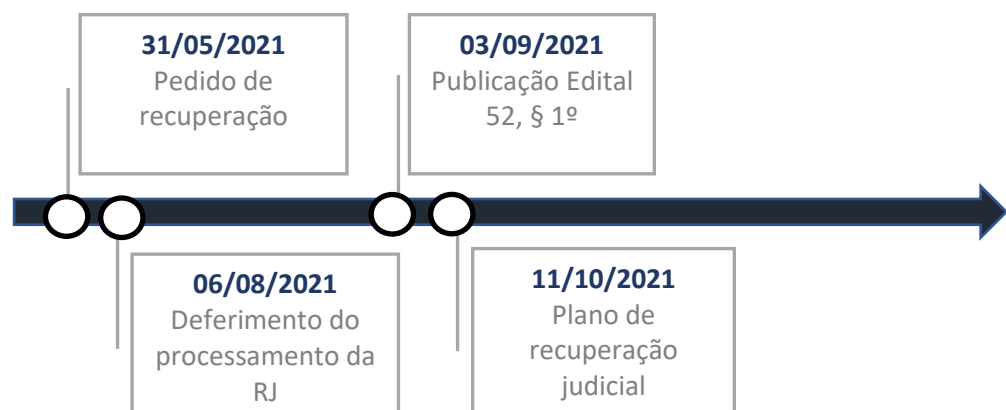 31/05/2021
Pedido de
recuperação
03/09/2021
Publicação Edital
52, § 1º
06/08/2021
Deferimento do
processamento da
RJ
11/10/2021
Plano de
recuperação
judicial